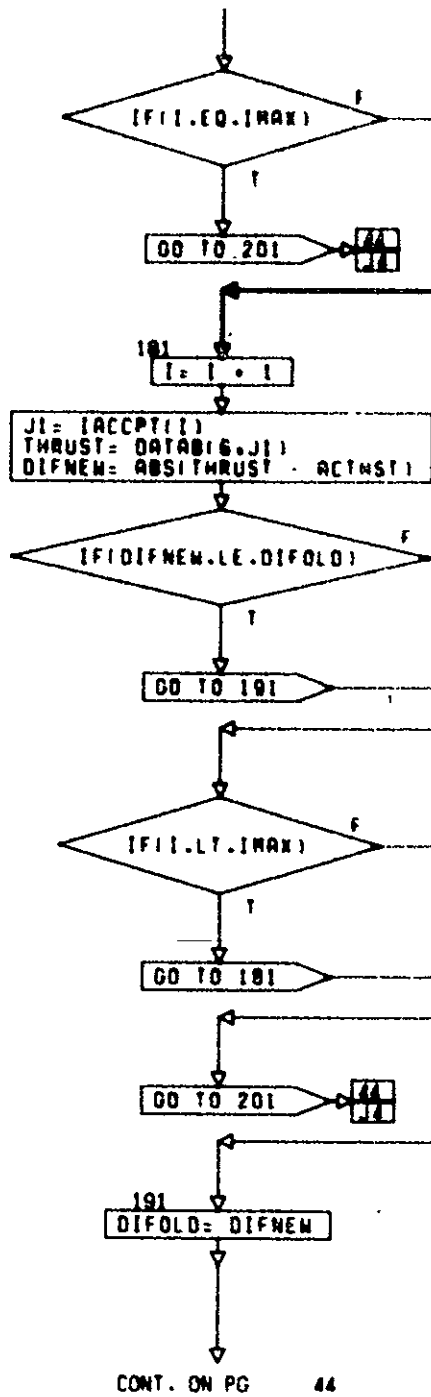 IF(I.EQ.IMAX)
F
T
GO TO 201
44
181
I= I + 1
JI= IACCPT(I)
THRUST= DATAB(6,JI)
DIFNEW= ABS(THRUST - ACTHST)
IF(DIFNEW.LE.DIFOLD)
F
T
GO TO 191
IF(I.LT.IMAX)
F
T
GO TO 181
GO TO 201
44
191
DIFOLD= DIFNEW
CONT. ON PG 44